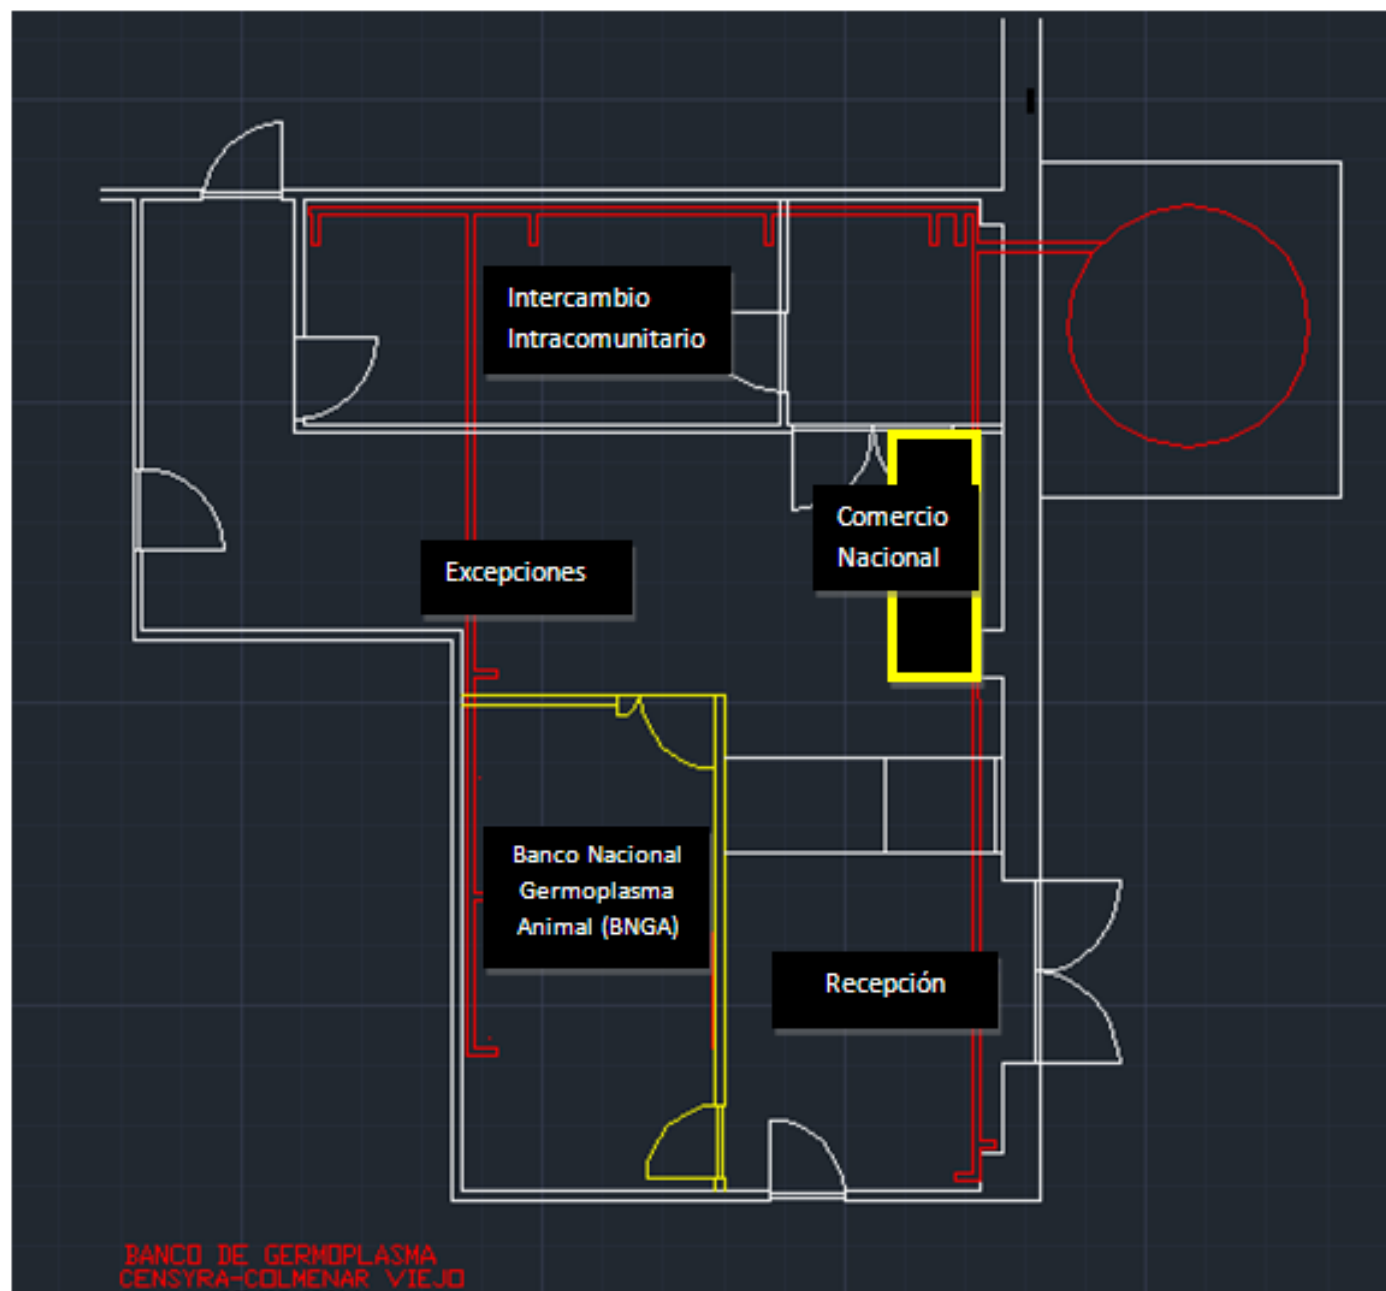 Intercambio
Intracomunitario
Comercio
Nacional
Excepciones
Banco Nacional
Germoplasma
Animal (BNGA)
Recepción
BANCO DE GERMOPLASMA
CENSYRA-COLMENAR VIEJO